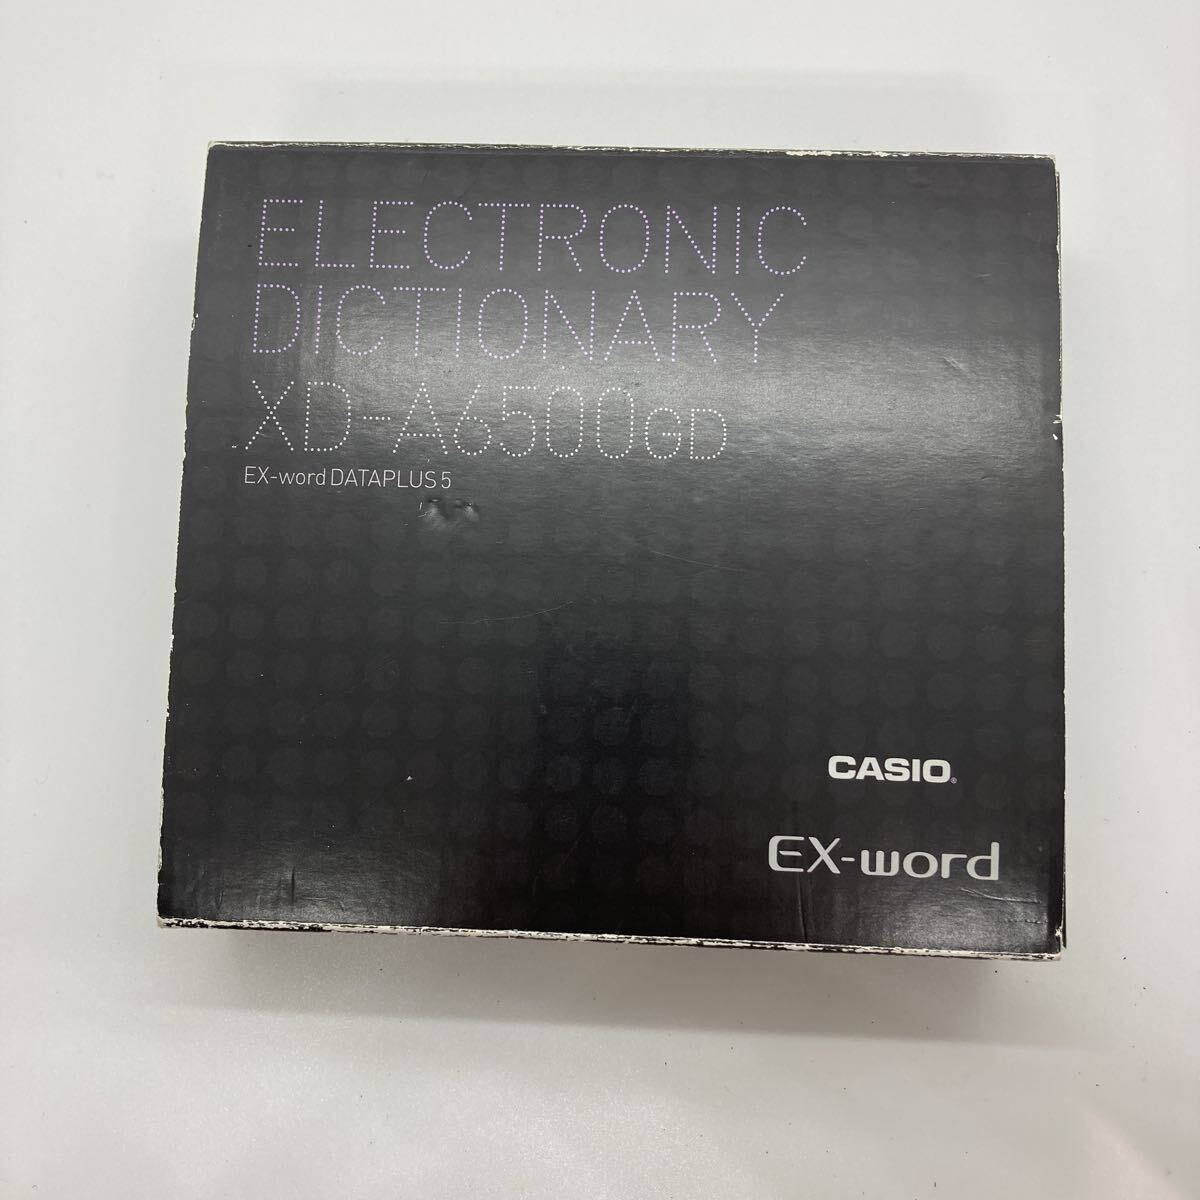 ELECTRONIC
DICTIONARY
XD-A6500GD
EX-word DATAPLUS 5
CASIO®
EX-word